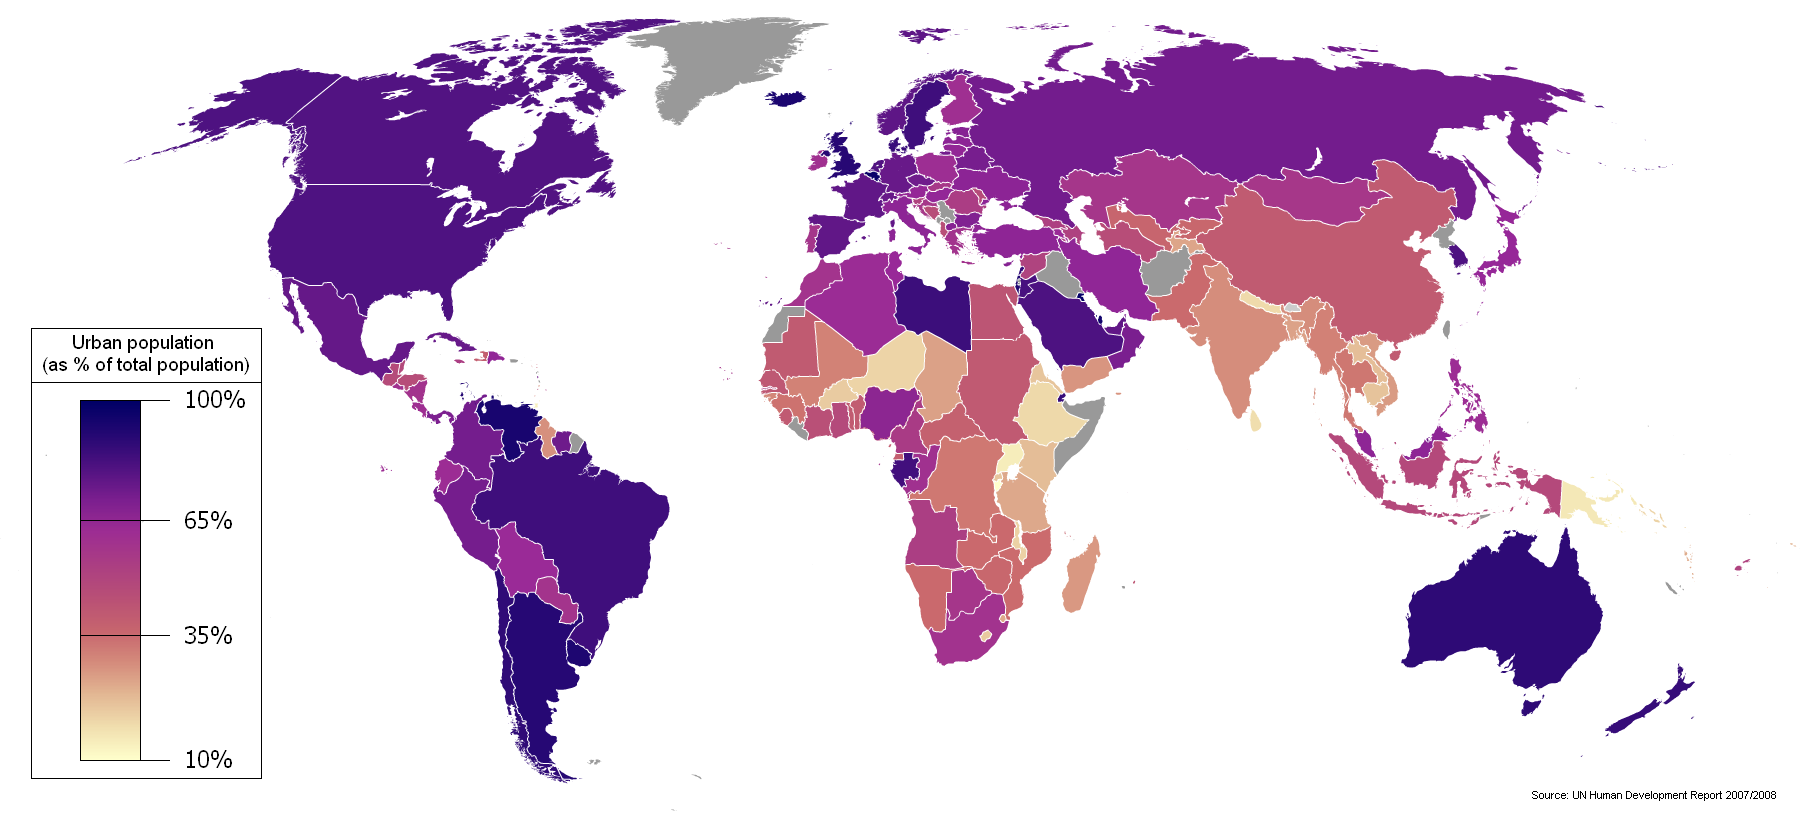 Urban population
(as % of total population)
100%
65%
35%
10%
Source: UN Human Development Report 2007/2008